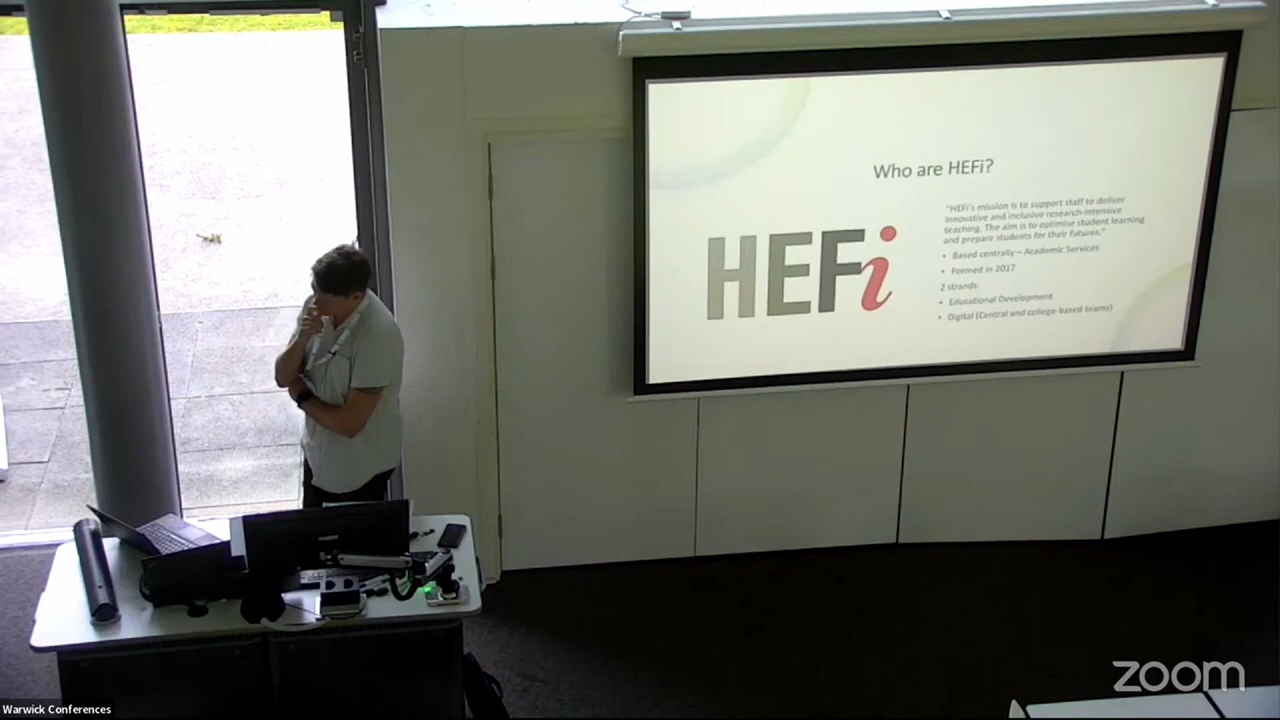 Who are HEFi?
"HEFi's mission is to support staff to deliver
innovative and inclusive research-intensive
teaching. The aim is to optimise student learning
and prepare students for their futures."
• Based centrally – Academic Services
• Formed in 2017
2 strands:
• Educational Development
• Digital (Central and college-based teams)
HEFi
zoom
Warwick Conferences